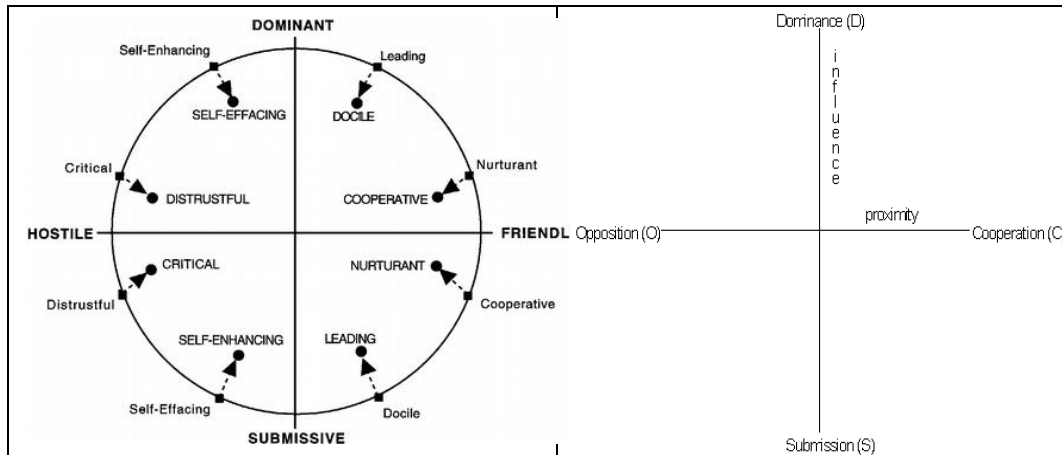 DOMINANT
Self-Enhancing
Leading
SELF-EFFACING
DOCILE
Critical
Nurturant
DISTRUSTFUL
COOPERATIVE
HOSTILE
FRIENDL
CRITICAL
NURTURANT
Distrustful
Cooperative
SELF-ENHANCING
LEADING
Self-Effacing
Docile
SUBMISSIVE
Dominance (D)
influence
proximity
Opposition (O)
Cooperation (C
Submission (S)